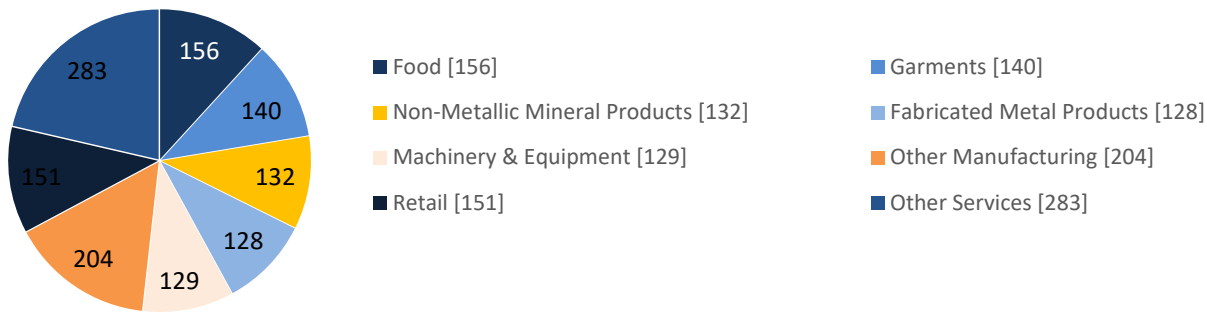 156
140
132
128
129
204
151
283
Food [156]
Garments [140]
Non-Metallic Mineral Products [132]
Fabricated Metal Products [128]
Machinery & Equipment [129]
Other Manufacturing [204]
Retail [151]
Other Services [283]